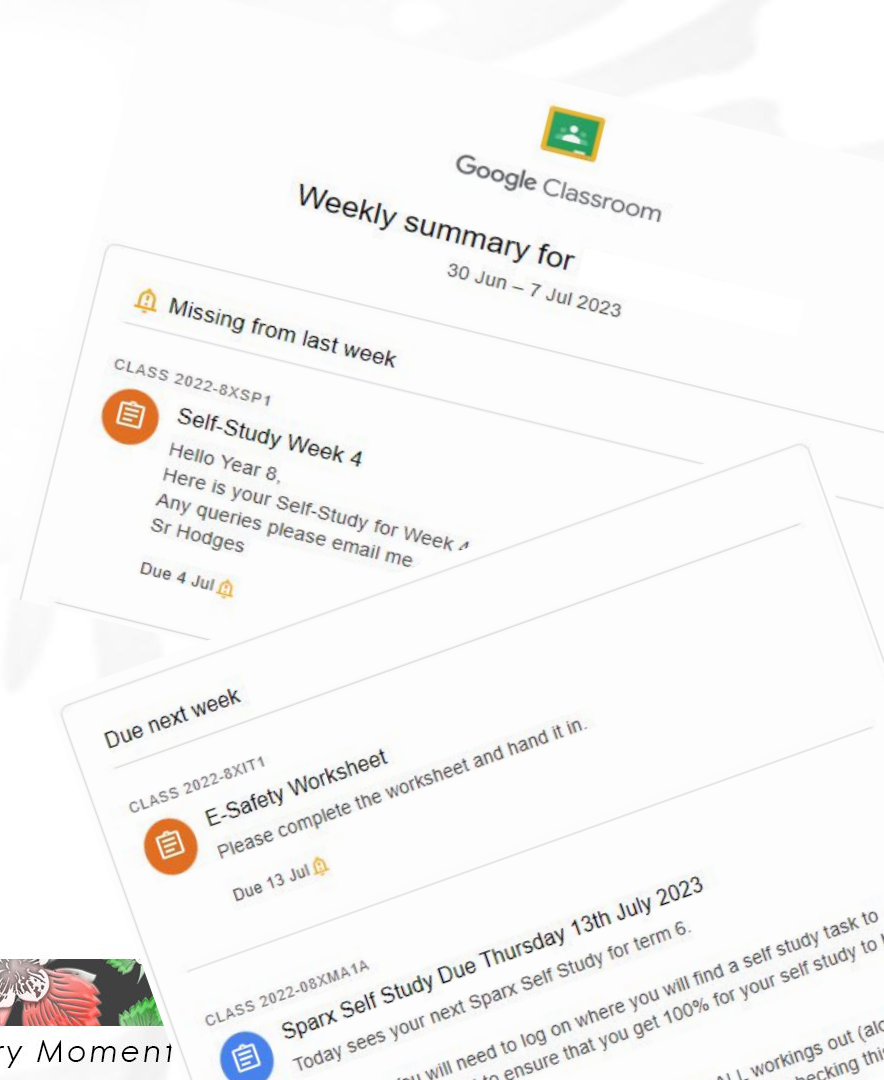 Google Classroom
Weekly summary for
30 Jun – 7 Jul 2023
Missing from last week
CLASS 2022-8XSP1
Self-Study Week 4
Hello Year 8,
Here is your Self-Study for Week 4
Any queries please email me
Sr Hodges
Due 4 Jul
Due next week
CLASS 2022-8XIT1
E-Safety Worksheet
Please complete the worksheet and hand it in.
Due 13 Jul
CLASS 2022-08XMA1A
Sparx Self Study Due Thursday 13th July 2023
Today sees your next Sparx Self Study for term 6.
will need to log on where you will find a self study task to
to ensure that you get 100% for your self study to
ALL workings out
Moment